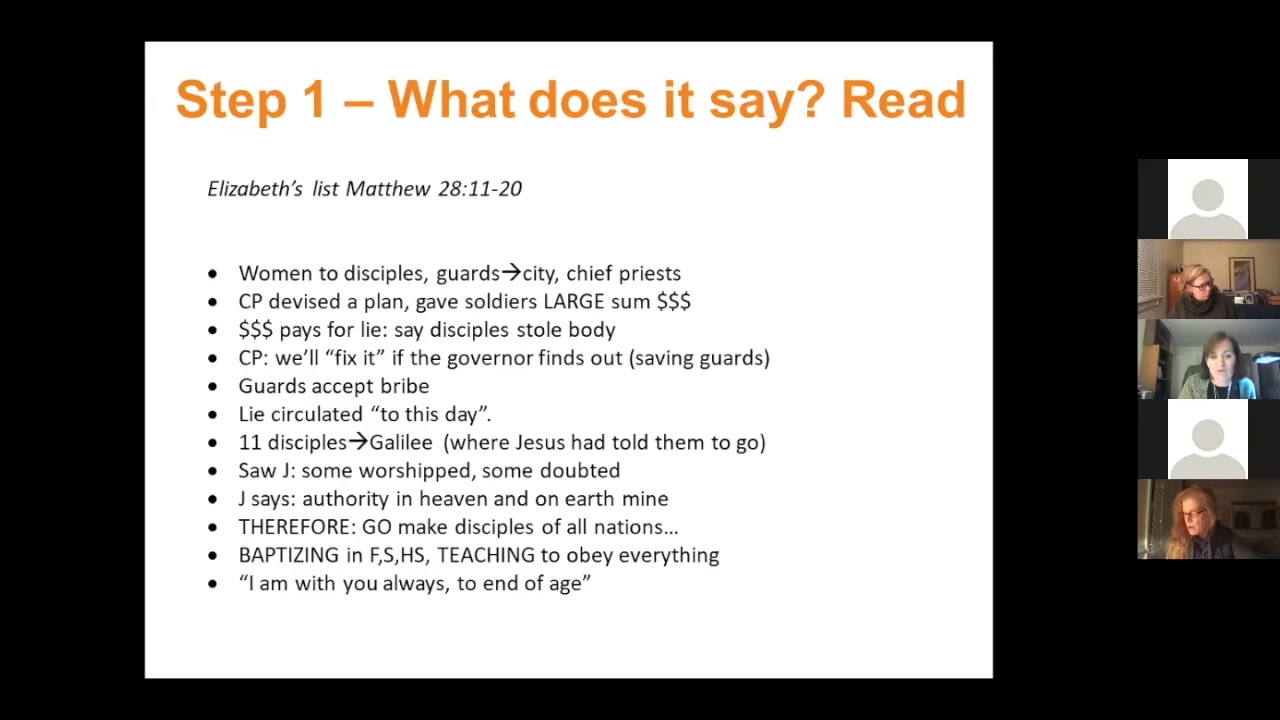 Step 1 – What does it say? Read
Elizabeth’s list Matthew 28:11-20
• Women to disciples, guards→city, chief priests
• CP devised a plan, gave soldiers LARGE sum $$$
• $$$ pays for lie: say disciples stole body
• CP: we’ll “fix it” if the governor finds out (saving guards)
• Guards accept bribe
• Lie circulated “to this day”.
• 11 disciples→Galilee (where Jesus had told them to go)
• Saw J: some worshipped, some doubted
• J says: authority in heaven and on earth mine
• THEREFORE: GO make disciples of all nations…
• BAPTIZING in F,S,HS, TEACHING to obey everything
• “I am with you always, to end of age”